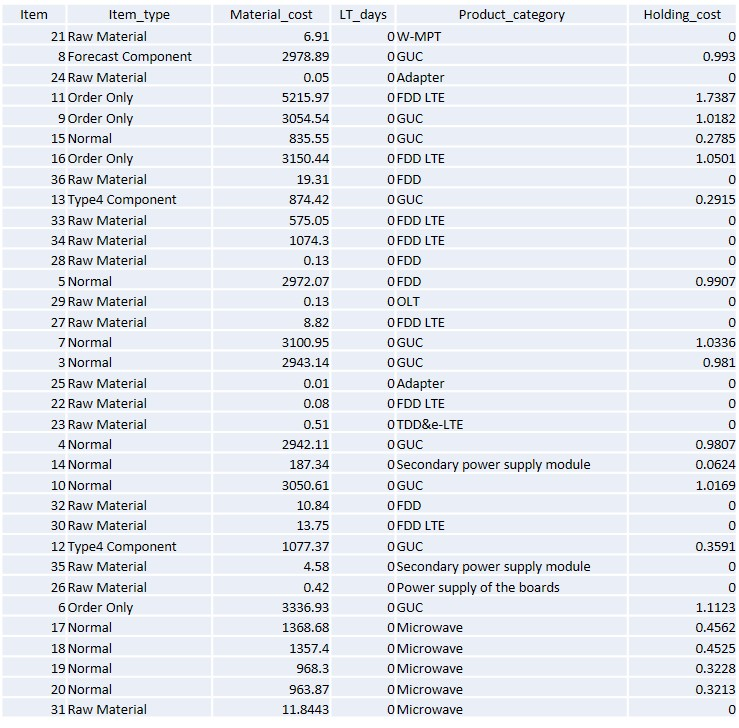 Item Item_type Material_cost LT_days Product_category Holding_cost
21 Raw Material 6.91 0 W-MPT 0
8 Forecast Component 2978.89 0 GUC 0.993
24 Raw Material 0.05 0 Adapter 0
11 Order Only 5215.97 0 FDD LTE 1.7387
9 Order Only 3054.54 0 GUC 1.0182
15 Normal 835.55 0 GUC 0.2785
16 Order Only 3150.44 0 FDD LTE 1.0501
36 Raw Material 19.31 0 FDD 0
13 Type4 Component 874.42 0 GUC 0.2915
33 Raw Material 575.05 0 FDD LTE 0
34 Raw Material 1074.3 0 FDD LTE 0
28 Raw Material 0.13 0 FDD 0
5 Normal 2972.07 0 FDD 0.9907
29 Raw Material 0.13 0 OLT 0
27 Raw Material 8.82 0 FDD LTE 0
7 Normal 3100.95 0 GUC 1.0336
3 Normal 2943.14 0 GUC 0.981
25 Raw Material 0.01 0 Adapter 0
22 Raw Material 0.08 0 FDD LTE 0
23 Raw Material 0.51 0 TDD&e-LTE 0
4 Normal 2942.11 0 GUC 0.9807
14 Normal 187.34 0 Secondary power supply module 0.0624
10 Normal 3050.61 0 GUC 1.0169
32 Raw Material 10.84 0 FDD 0
30 Raw Material 13.75 0 FDD LTE 0
12 Type4 Component 1077.37 0 GUC 0.3591
35 Raw Material 4.58 0 Secondary power supply module 0
26 Raw Material 0.42 0 Power supply of the boards 0
6 Order Only 3336.93 0 GUC 1.1123
17 Normal 1368.68 0 Microwave 0.4562
18 Normal 1357.4 0 Microwave 0.4525
19 Normal 968.3 0 Microwave 0.3228
20 Normal 963.87 0 Microwave 0.3213
31 Raw Material 11.8443 0 Microwave 0